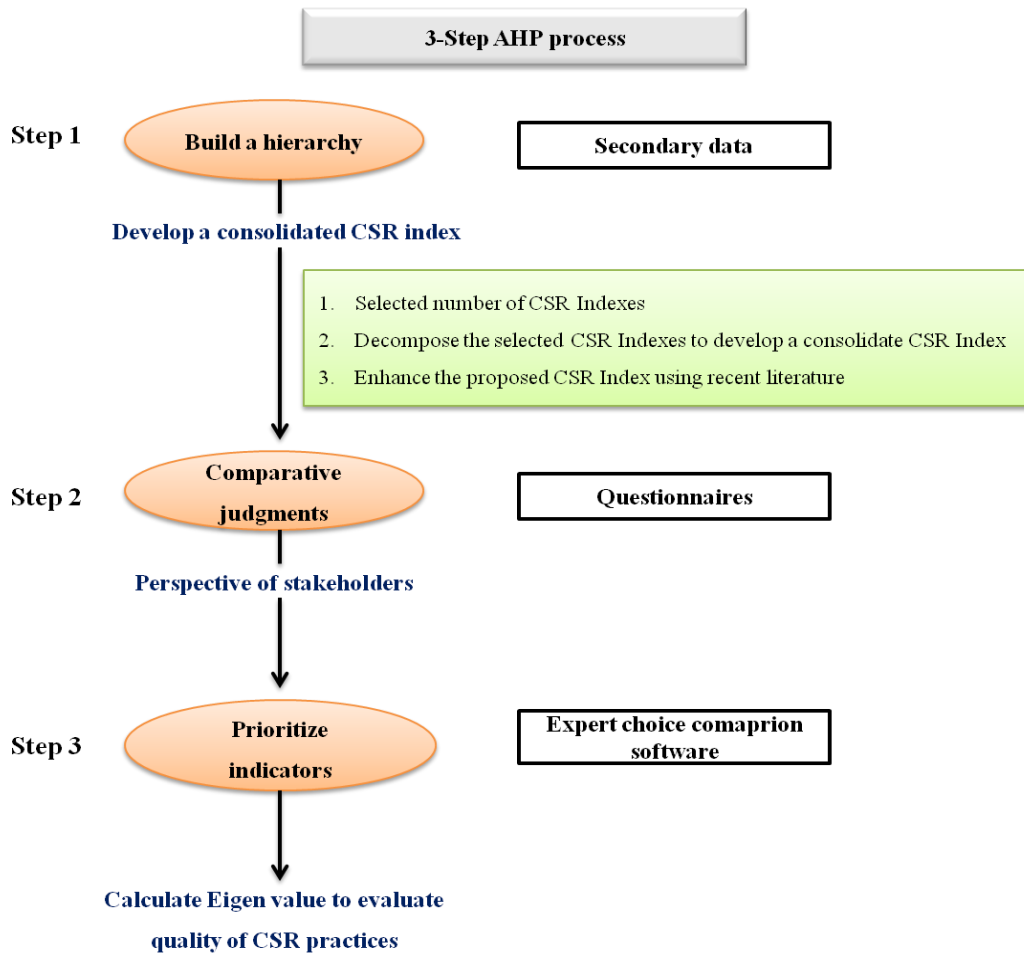 3-Step AHP process
Step 1
Build a hierarchy
Secondary data
Develop a consolidated CSR index
1. Selected number of CSR Indexes
2. Decompose the selected CSR Indexes to develop a consolidate CSR Index
3. Enhance the proposed CSR Index using recent literature
Step 2
Comparative
judgments
Questionnaires
Perspective of stakeholders
Step 3
Prioritize
indicators
Expert choice comaprion
software
Calculate Eigen value to evaluate
quality of CSR practices